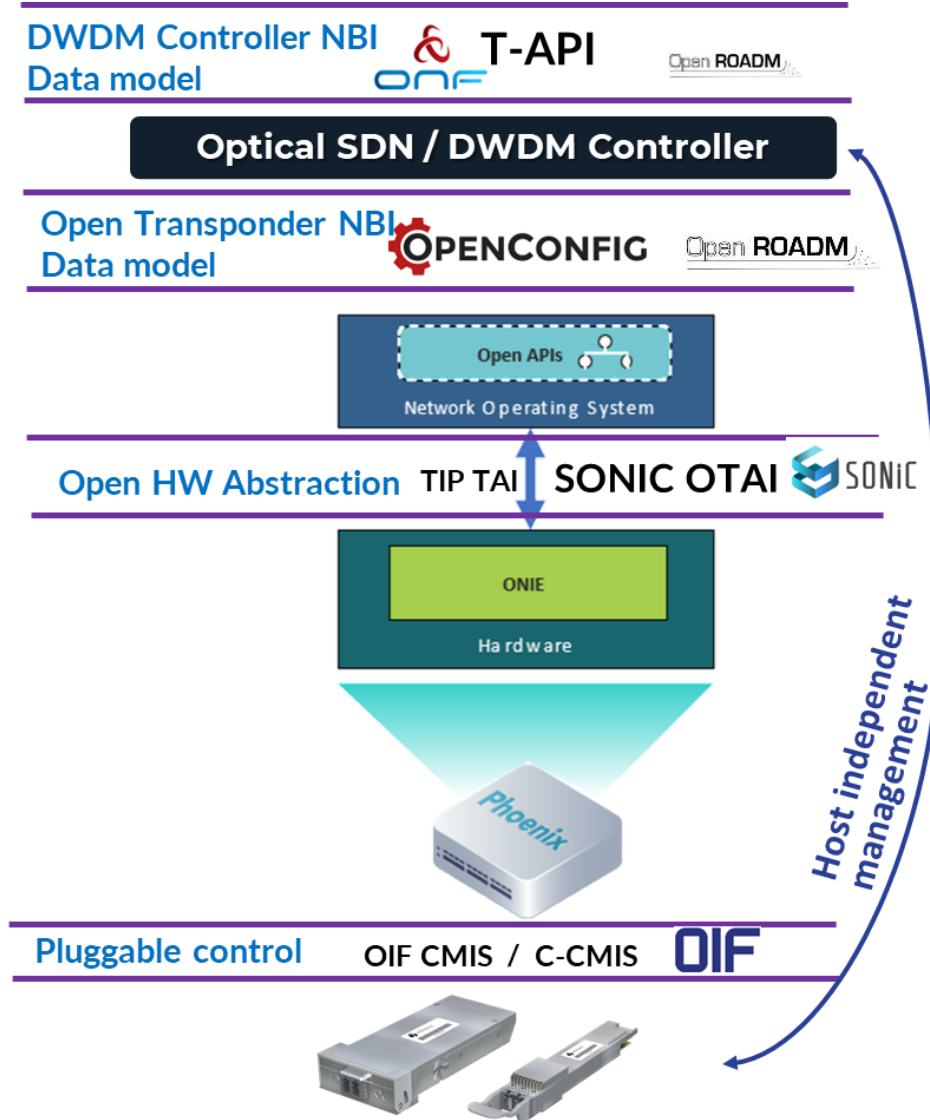 DWDM Controller NBI
Data model
ONF T-API
Open ROADM
Optical SDN / DWDM Controller
Open Transponder NBI
Data model
OPENCONFIG
Open ROADM
Open APIs
Network Operating System
Open HW Abstraction
TIP TAI
SONIC OTAI
SONiC
ONIE
Hardware
Host independent
management
Phoenix
Pluggable control
OIF CMIS / C-CMIS
OIF